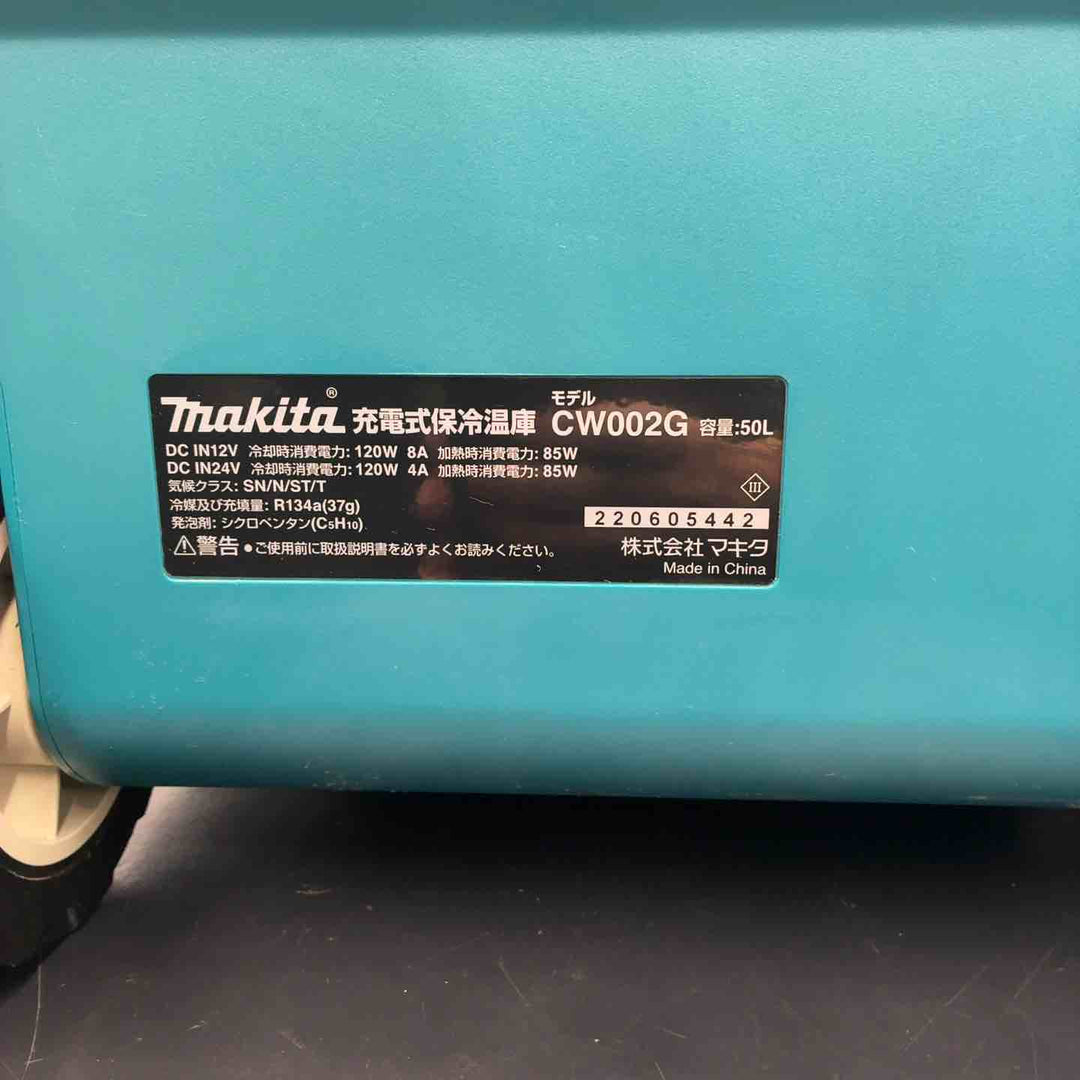 makita® 充電式保冷温庫 モデル CW002G 容量:50L
DC IN12V 冷却時消費電力: 120W 8A 加熱時消費電力: 85W
DC IN24V 冷却時消費電力: 120W 4A 加熱時消費電力: 85W
気候クラス: SN/N/ST/T
冷媒及び充填量: R134a(37g)
III
発泡剤: シクロペンタン(C₅H₁₀)
220605442
⚠警告 ●ご使用前に取扱説明書を必ずよくお読みください。
株式会社 マキタ
Made in China